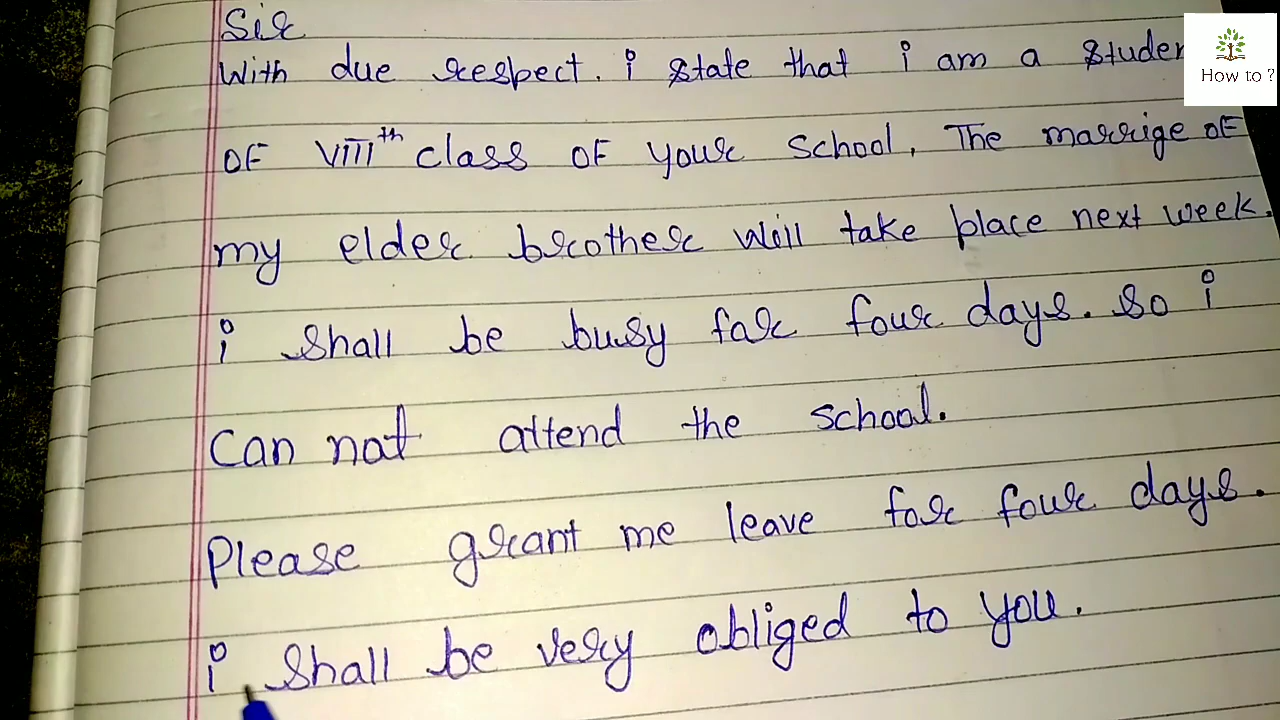 Sir
With due respect. i state that i am a studen
How to ?
OF VIIIth class OF your school. The marrige OF
my elder brother will take place next week.
i shall be busy for four days. so i
can not attend the school.
Please grant me leave for four days.
i shall be very obliged to you.